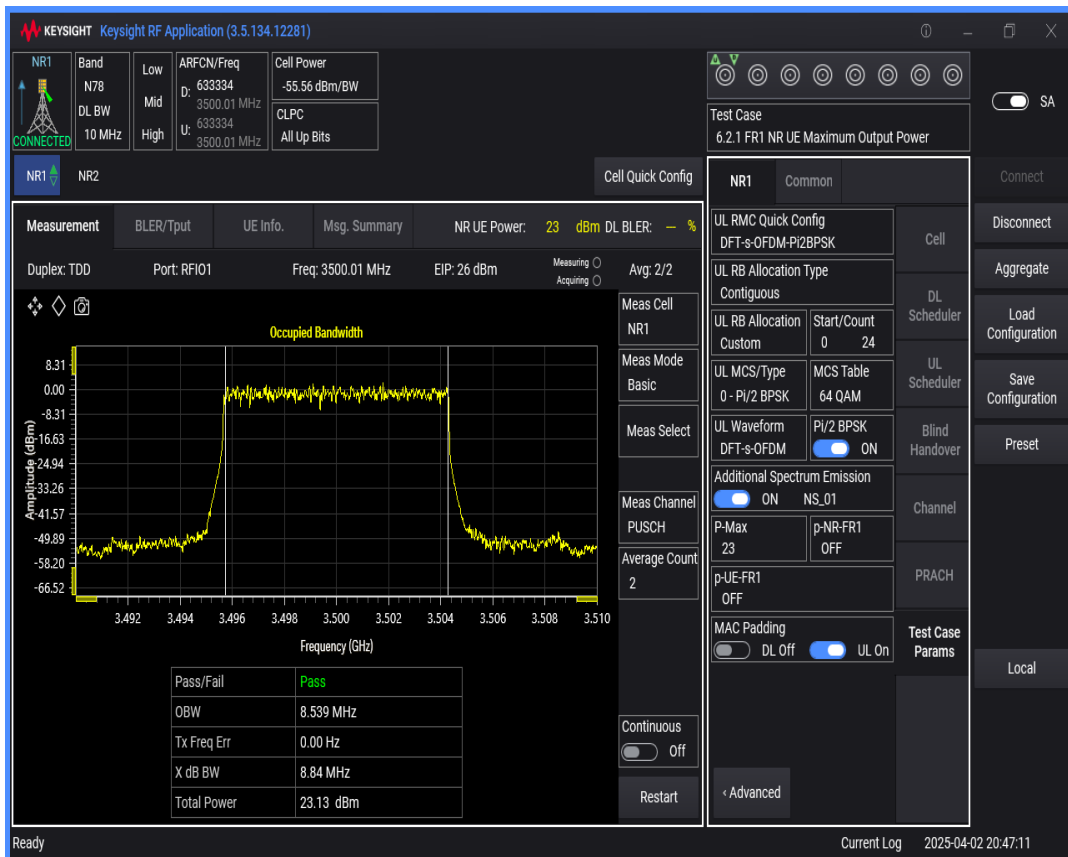 KEYSIGHT Keysight RF Application (3.5.134.12281)
NR1
CONNECTED
Band
N78
DL BW
10 MHz
Low
Mid
High
ARFCN/Freq
D: 633334
3500.01 MHz
U: 633334
3500.01 MHz
Cell Power
-55.56 dBm/BW
CLPC
All Up Bits
Test Case
6.2.1 FR1 NR UE Maximum Output Power
SA
NR1 NR2 Cell Quick Config
Measurement BLER/Tput UE Info. Msg. Summary NR UE Power: 23 dBm DL BLER: — %
Duplex: TDD Port: RFIO1 Freq: 3500.01 MHz EIP: 26 dBm Measuring Acquiring Avg: 2/2
Occupied Bandwidth
Amplitude (dBm)
8.31
0.00
-8.31
-16.63
-24.94
-33.26
-41.57
-49.89
-58.20
-66.52
3.492 3.494 3.496 3.498 3.500 3.502 3.504 3.506 3.508 3.510
Frequency (GHz)
Pass/Fail Pass
OBW 8.539 MHz
Tx Freq Err 0.00 Hz
X dB BW 8.84 MHz
Total Power 23.13 dBm
Meas Cell
NR1
Meas Mode
Basic
Meas Select
Meas Channel
PUSCH
Average Count
2
Continuous
Off
Restart
NR1 Common
UL RMC Quick Config
DFT-s-OFDM-Pi2BPSK
UL RB Allocation Type
Contiguous
UL RB Allocation Start/Count
Custom 0 24
UL MCS/Type MCS Table
0 - Pi/2 BPSK 64 QAM
UL Waveform Pi/2 BPSK
DFT-s-OFDM ON
Additional Spectrum Emission
ON NS_01
P-Max p-NR-FR1
23 OFF
p-UE-FR1
OFF
MAC Padding
DL Off UL On
‹ Advanced
Cell
DL
Scheduler
UL
Scheduler
Blind
Handover
Channel
PRACH
Test Case
Params
Connect
Disconnect
Aggregate
Load
Configuration
Save
Configuration
Preset
Local
Ready Current Log 2025-04-02 20:47:11